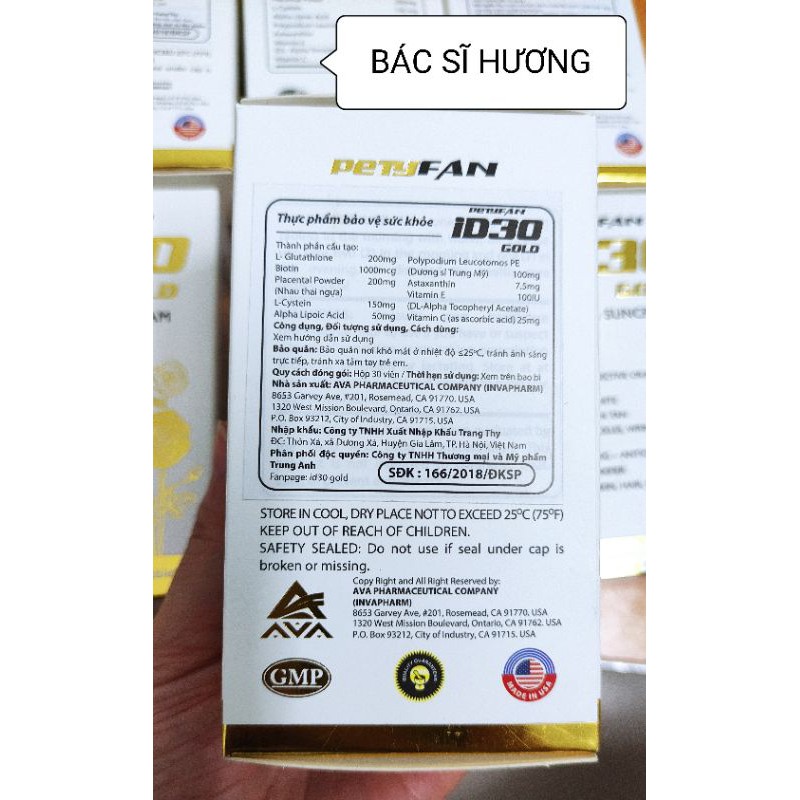 BÁC SĨ HƯƠNG
PETYFAN
PETYFAN
Thực phẩm bảo vệ sức khỏe
iD30
GOLD
Thành phần cấu tạo:
L- Glutathione 200mg
Biotin 1000mcg
Placental Powder 200mg
(Nhau thai ngựa)
L-Cystein 150mg
Alpha Lipoic Acid 50mg
Polypodium Leucotomos PE
(Dương sỉ Trung Mỹ) 100mg
Astaxanthin 7,5mg
Vitamin E 100IU
(DL-Alpha Tocopheryl Acetate)
Vitamin C (as ascorbic acid) 25mg
Công dụng, Đối tượng sử dụng, Cách dùng:
Xem hướng dẫn sử dụng
Bảo quản: Bảo quản nơi khô mát ở nhiệt độ ≤25°C, tránh ánh sáng
trực tiếp, tránh xa tầm tay trẻ em.
Quy cách đóng gói: Hộp 30 viên / Thời hạn sử dụng: Xem trên bao bì
Nhà sản xuất: AVA PHARMACEUTICAL COMPANY (INVAPHARM)
8653 Garvey Ave, #201, Rosemead, CA 91770. USA
1320 West Mission Boulevard, Ontario, CA 91762. USA
P.O. Box 93212, City of Industry, CA 91715. USA
Nhập khẩu: Công ty TNHH Xuất Nhập Khẩu Trang Thy
ĐC: Thôn Xá, xã Dương Xá, Huyện Gia Lâm, TP. Hà Nội, Việt Nam
Phân phối độc quyền: Công ty TNHH Thương mại và Mỹ phẩm
Trung Anh
Fanpage: id30 gold
SĐK : 166/2018/ĐKSP
STORE IN COOL, DRY PLACE NOT TO EXCEED 25°C (75°F)
KEEP OUT OF REACH OF CHILDREN.
SAFETY SEALED: Do not use if seal under cap is
broken or missing.
Copy Right and All Right Reserved by:
AVA PHARMACEUTICAL COMPANY
(INVAPHARM)
8653 Garvey Ave, #201, Rosemead, CA 91770. USA
1320 West Mission Boulevard, Ontario, CA 91762. USA
P.O. Box 93212, City of Industry, CA 91715. USA
AVA
GMP
MADE IN USA